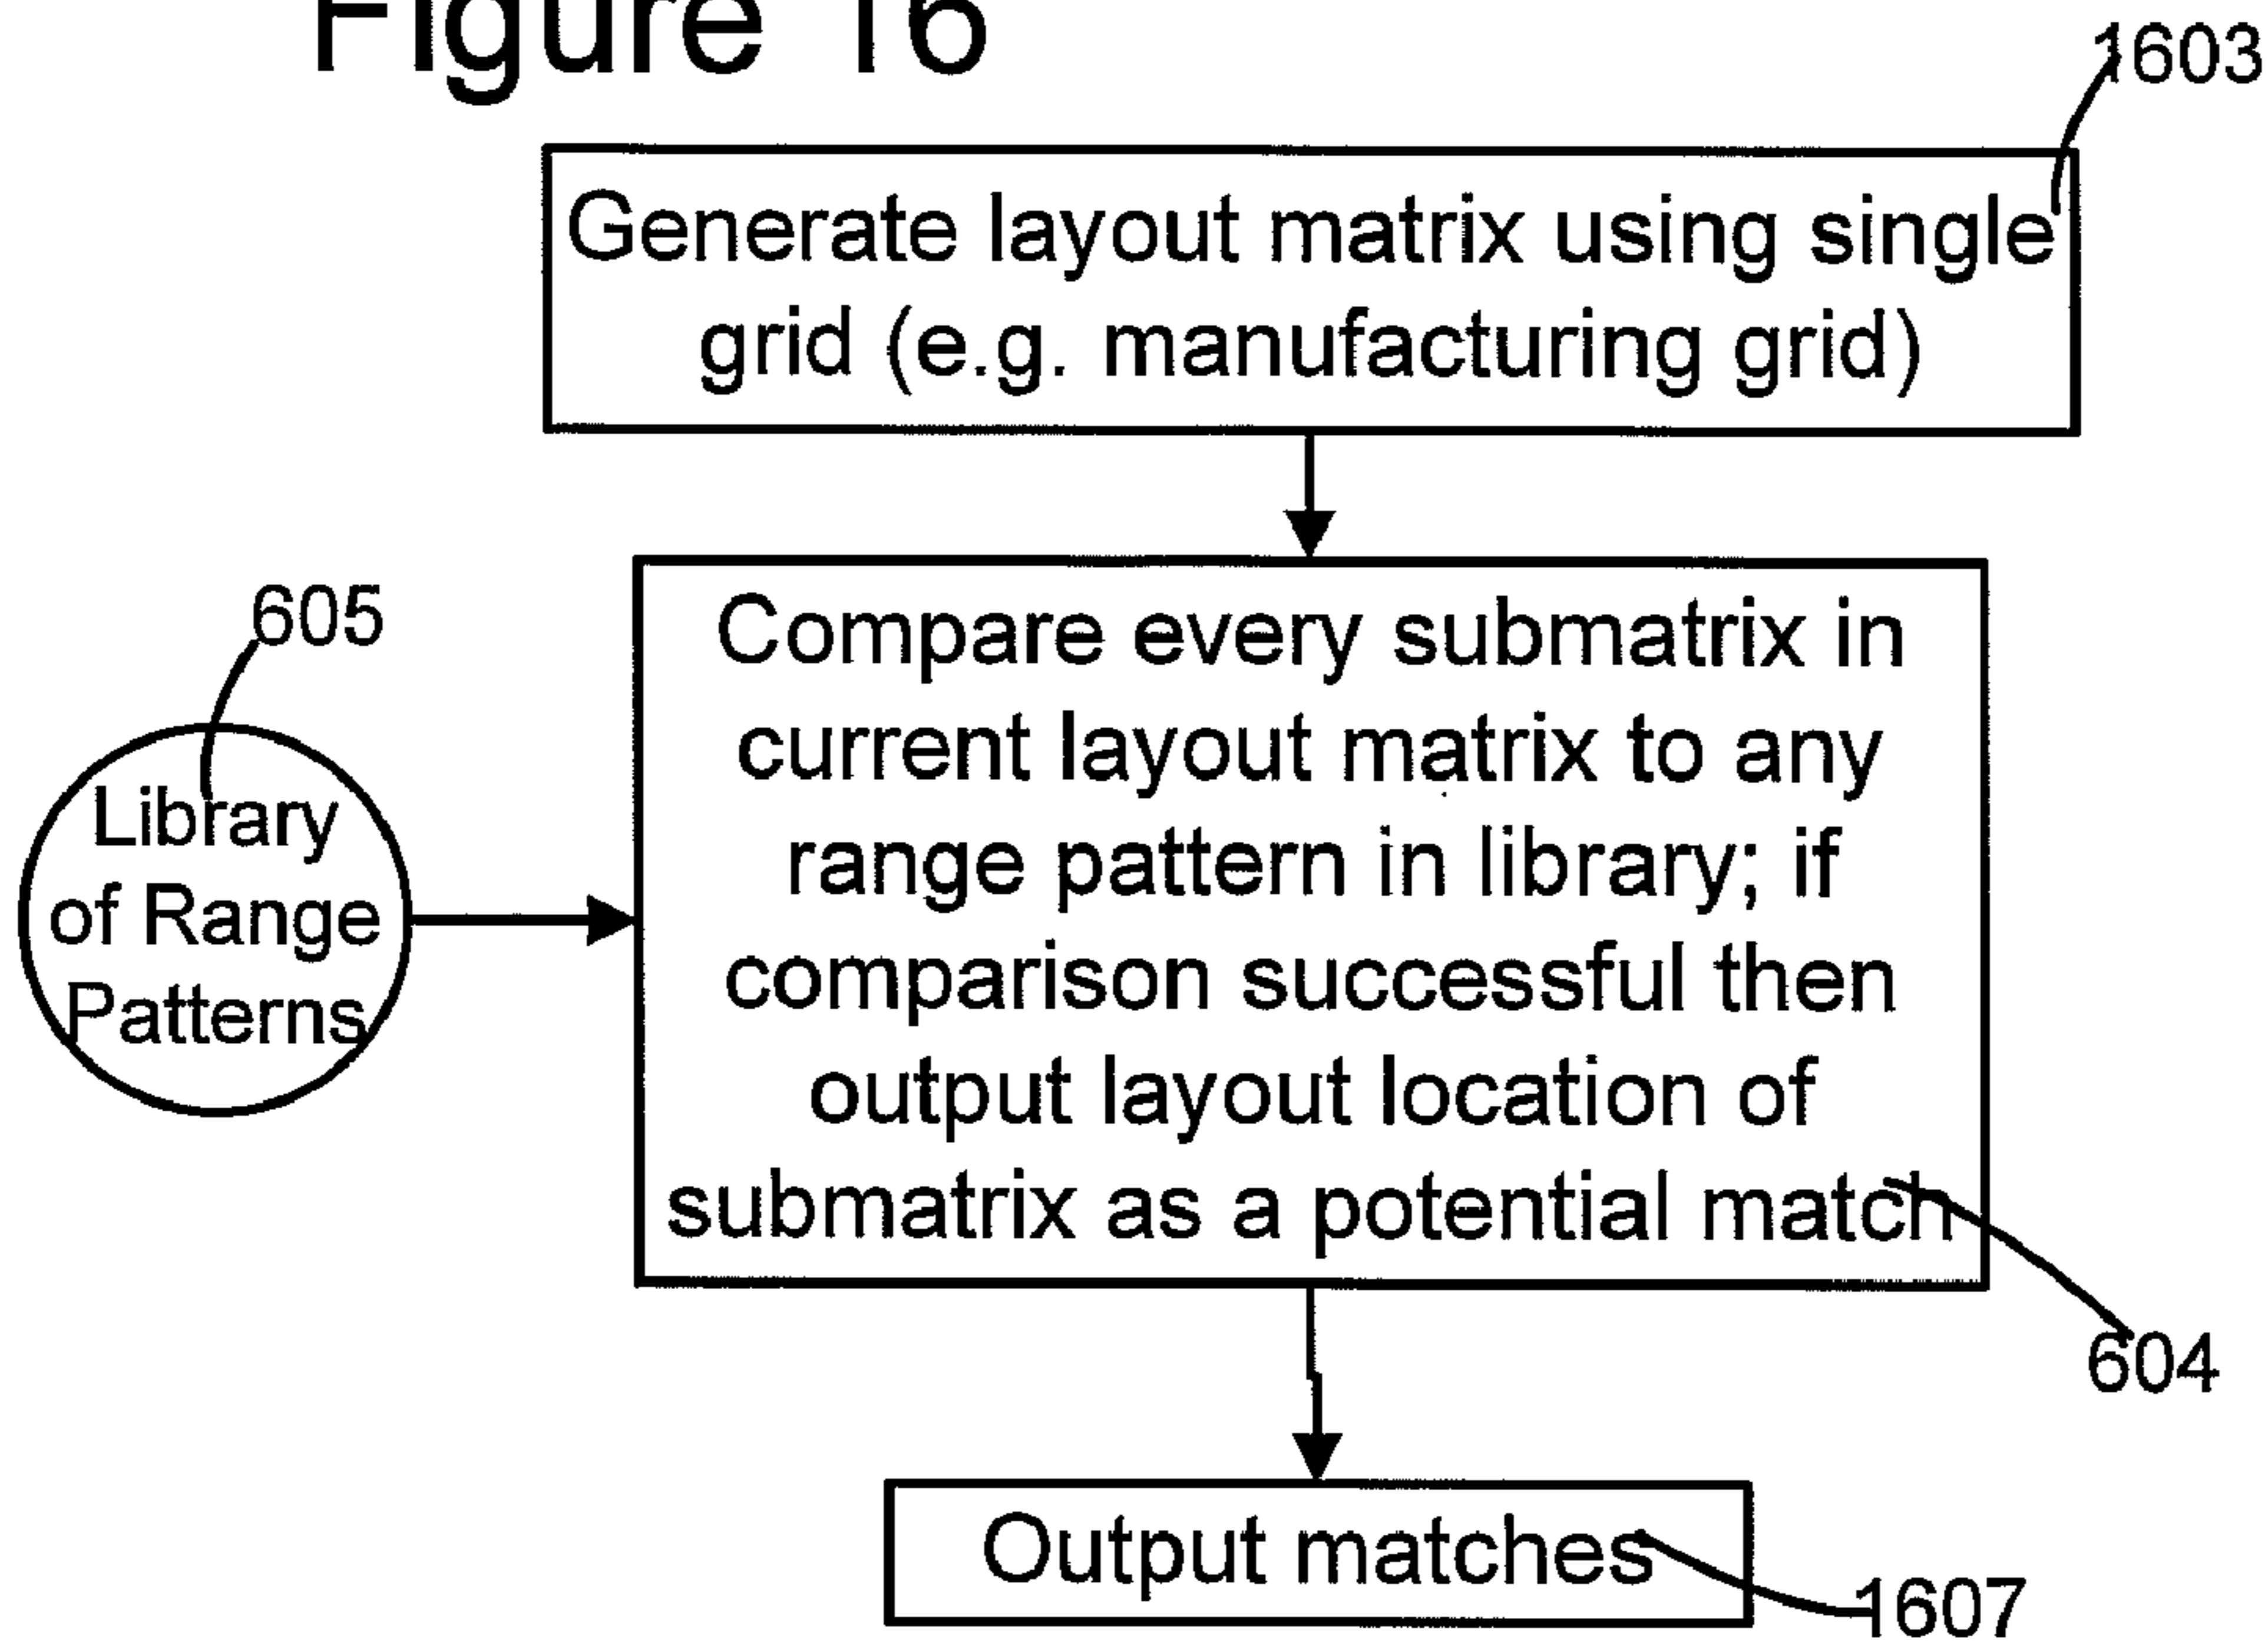 Figure 16
1603
Generate layout matrix using single
grid (e.g. manufacturing grid)
605
Library
of Range
Patterns
Compare every submatrix in
current layout matrix to any
range pattern in library; if
comparison successful then
output layout location of
submatrix as a potential match
604
Output matches
1607